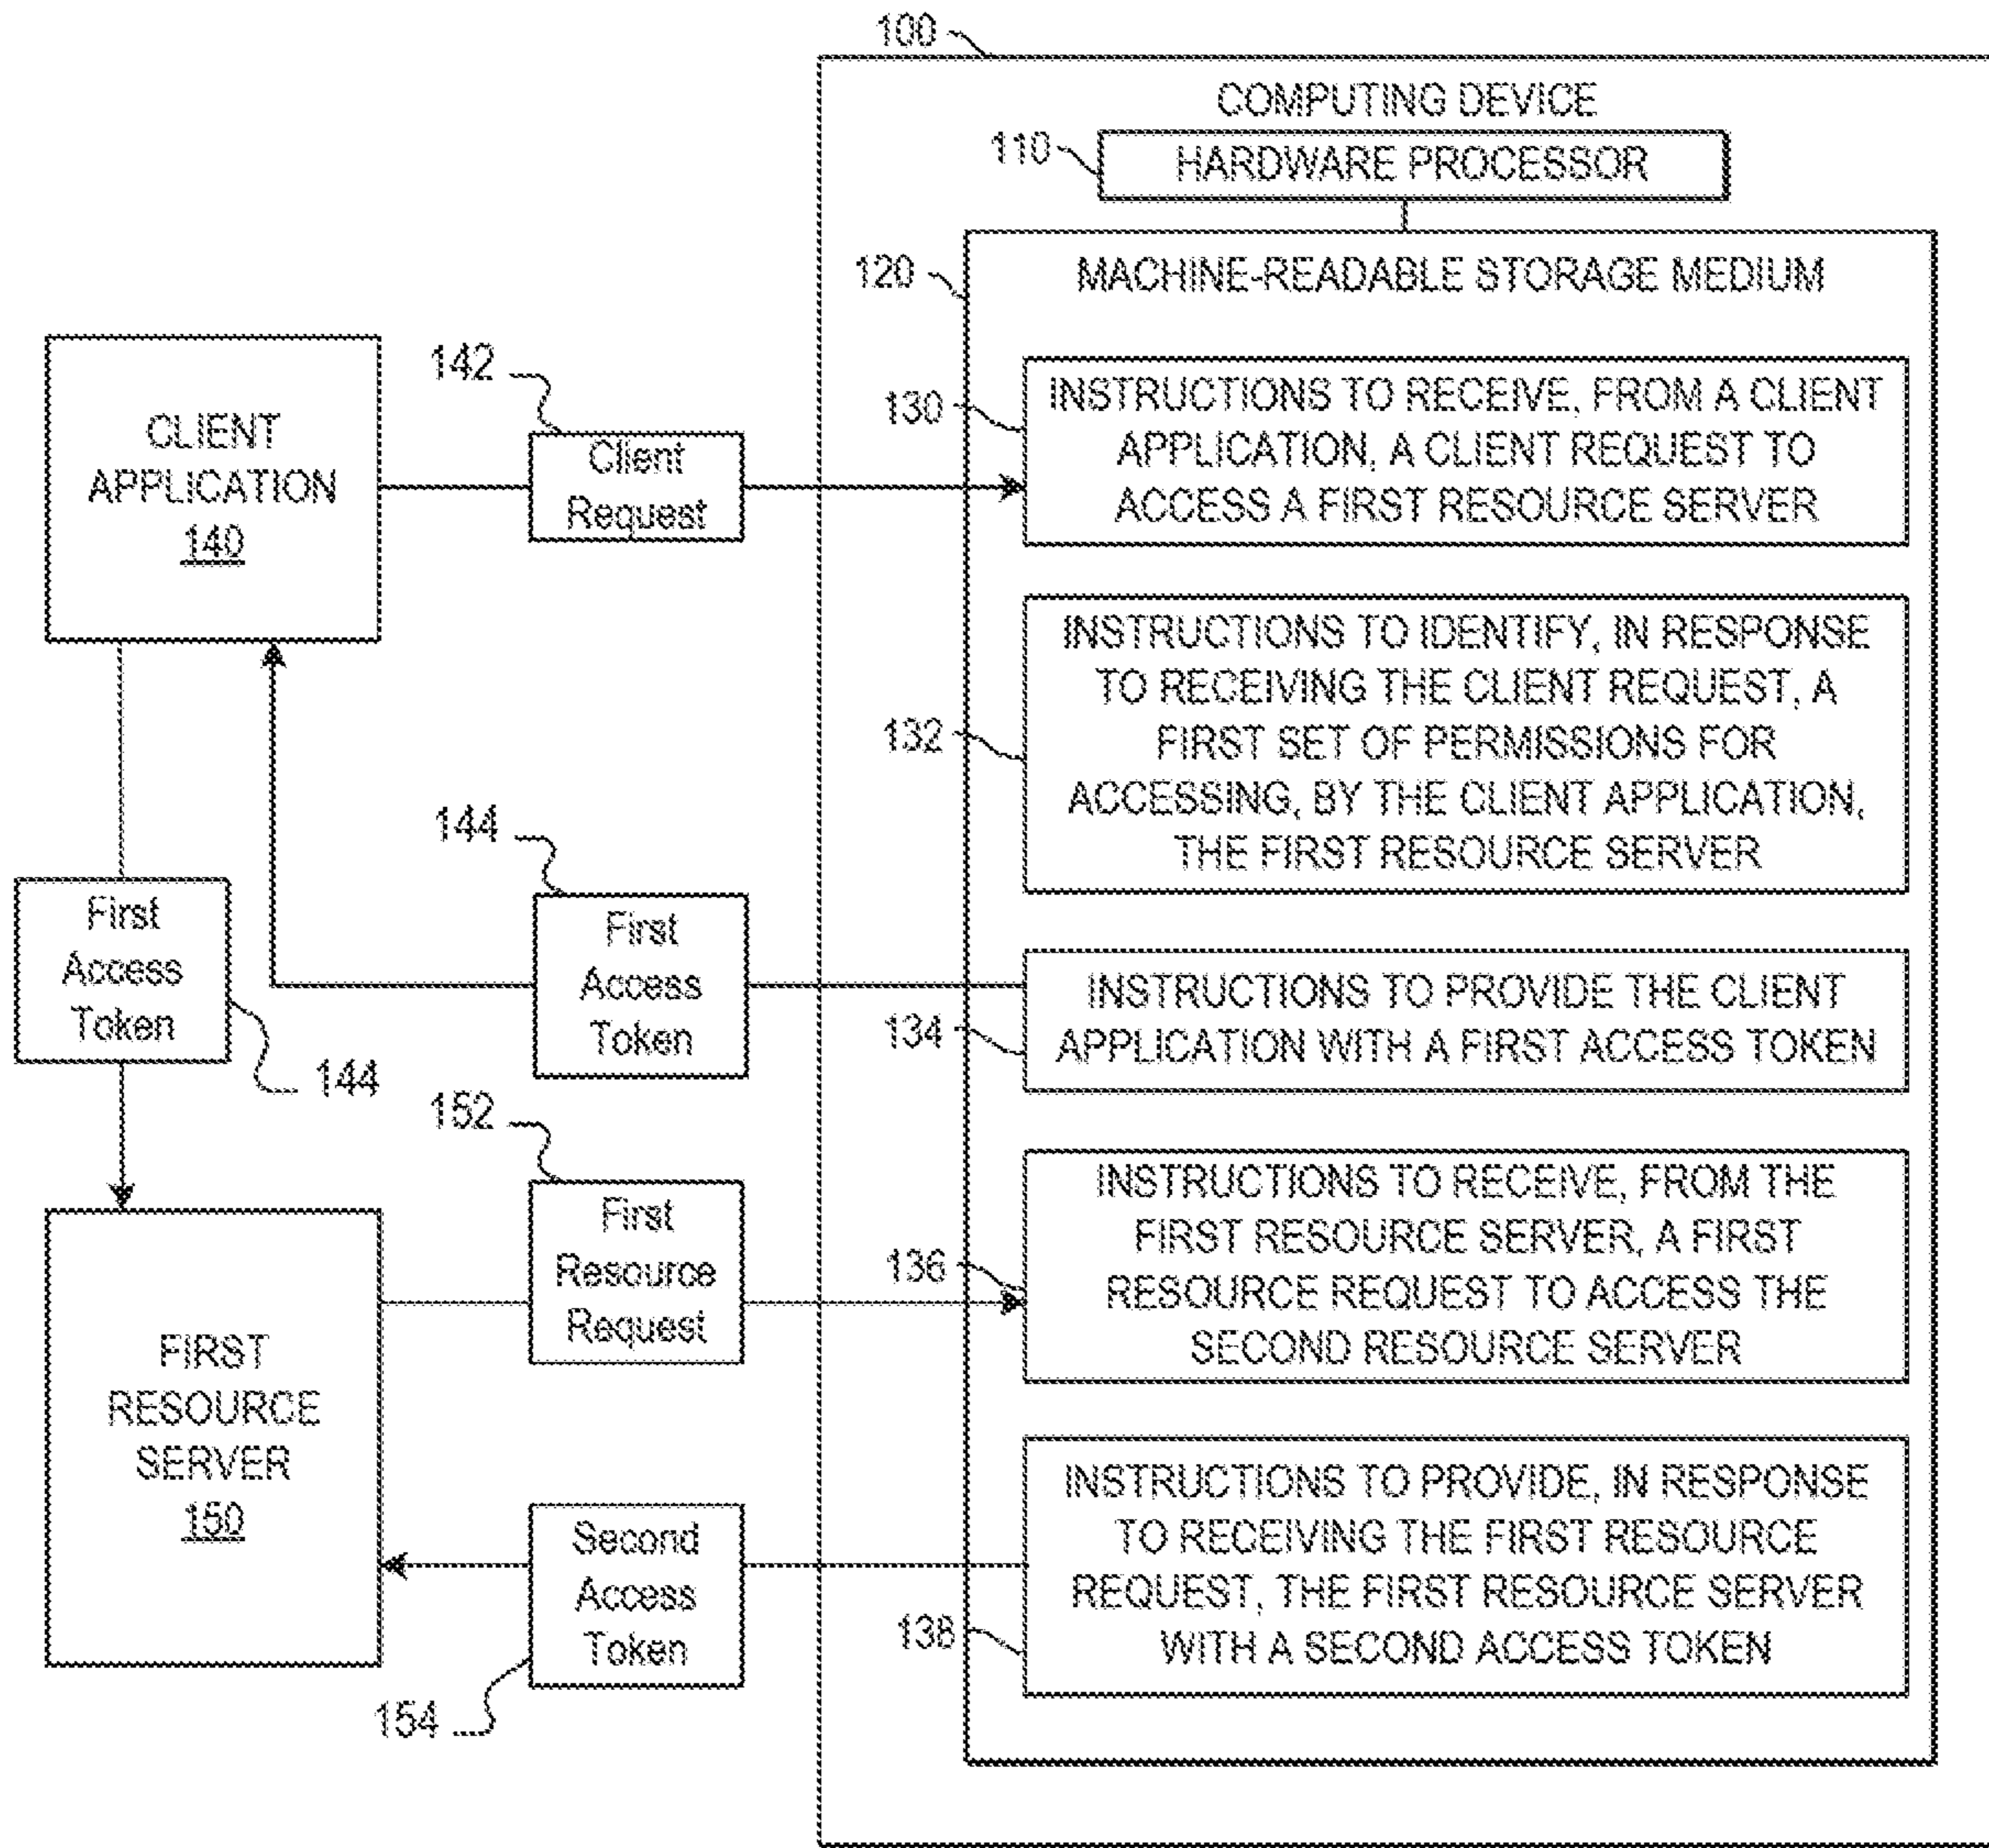 100
COMPUTING DEVICE
110
HARDWARE PROCESSOR
120
MACHINE-READABLE STORAGE MEDIUM
CLIENT
APPLICATION
140
142
Client
Request
130
INSTRUCTIONS TO RECEIVE, FROM A CLIENT
APPLICATION, A CLIENT REQUEST TO
ACCESS A FIRST RESOURCE SERVER
132
INSTRUCTIONS TO IDENTIFY, IN RESPONSE
TO RECEIVING THE CLIENT REQUEST, A
FIRST SET OF PERMISSIONS FOR
ACCESSING, BY THE CLIENT APPLICATION,
THE FIRST RESOURCE SERVER
First
Access
Token
144
144
First
Access
Token
134
INSTRUCTIONS TO PROVIDE THE CLIENT
APPLICATION WITH A FIRST ACCESS TOKEN
152
First
Resource
Request
136
INSTRUCTIONS TO RECEIVE, FROM THE
FIRST RESOURCE SERVER, A FIRST
RESOURCE REQUEST TO ACCESS THE
SECOND RESOURCE SERVER
FIRST
RESOURCE
SERVER
150
Second
Access
Token
154
138
INSTRUCTIONS TO PROVIDE, IN RESPONSE
TO RECEIVING THE FIRST RESOURCE
REQUEST, THE FIRST RESOURCE SERVER
WITH A SECOND ACCESS TOKEN